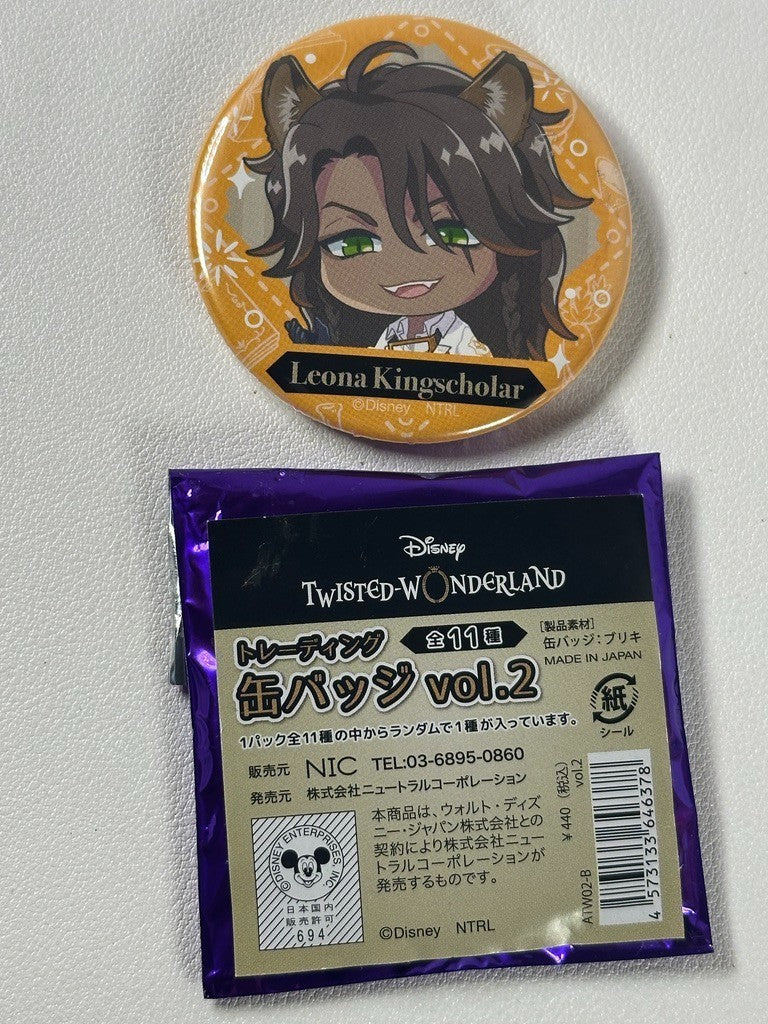 Leona Kingscholar
©Disney NTRL
Disney
TWISTED-WONDERLAND
トレーディング
全11種
缶バッジ vol.2
[製品素材]
缶バッジ：ブリキ
MADE IN JAPAN
紙
シール
1パック全11種の中からランダムで1種が入っています。
販売元 NIC TEL:03-6895-0860
発売元 株式会社ニュートラルコーポレーション
©DISNEY ENTERPRISES, INC.
日本国内
販売許可
694
本商品は、ウォルト・ディズ
ニー・ジャパン株式会社との
契約により株式会社ニュー
トラルコーポレーションが
発売するものです。
©Disney NTRL
¥440 (税込)
vol.2
ATW02-B
4 573133 646378